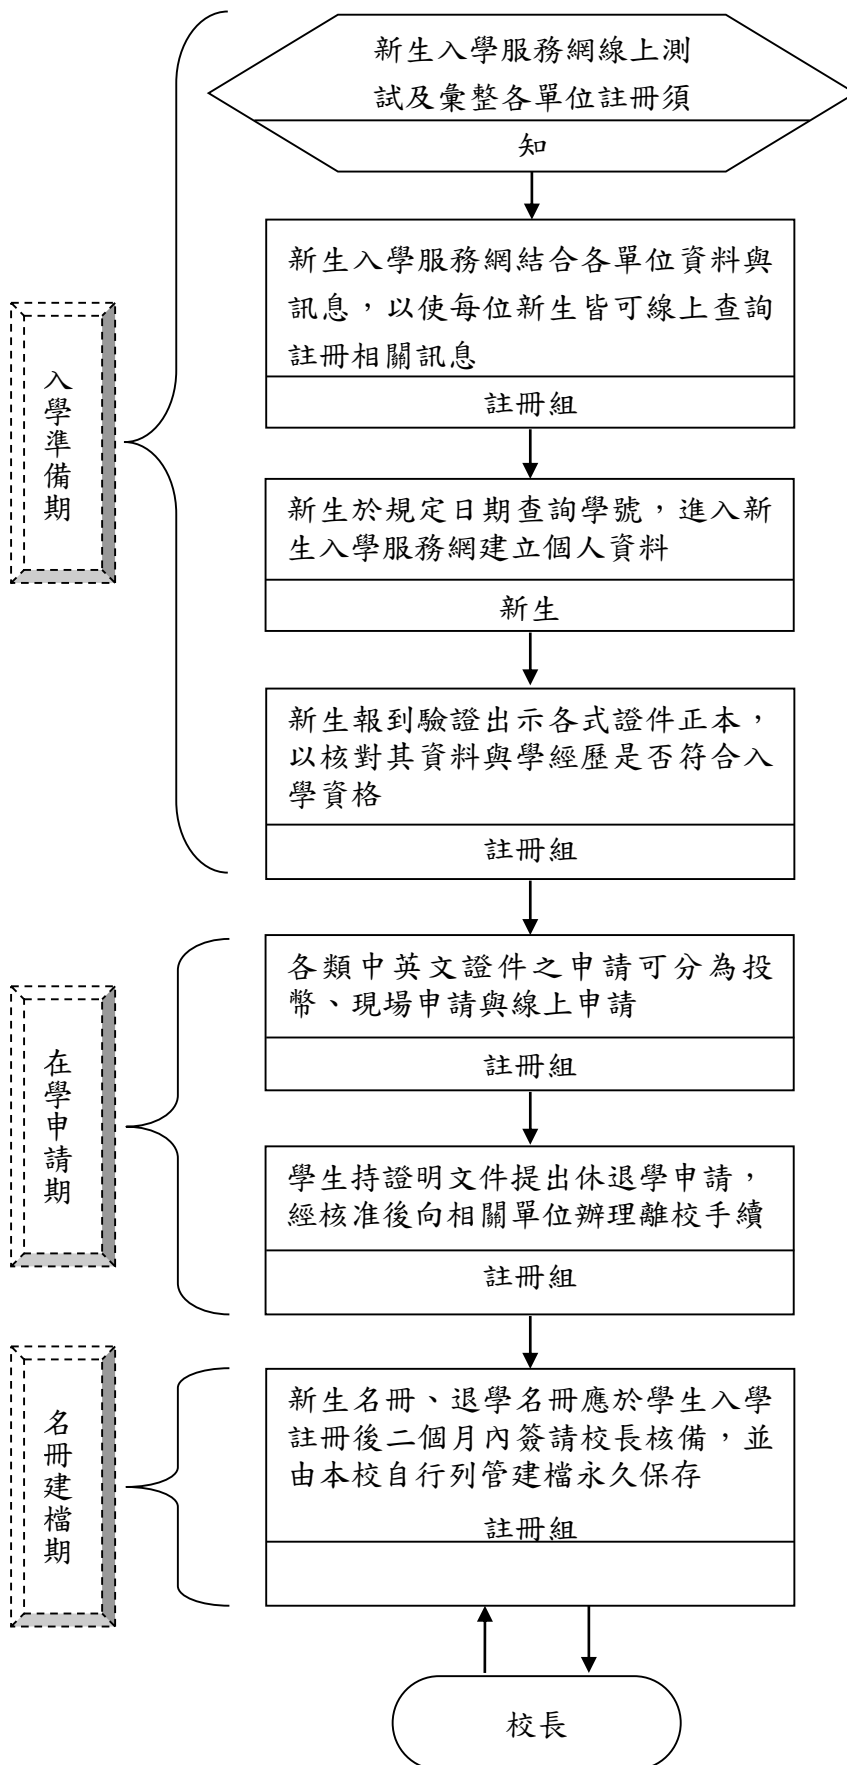 新生入學服務網線上測
試及彙整各單位註冊須
知
新生入學服務網結合各單位資料與
訊息，以使每位新生皆可線上查詢
註冊相關訊息
註冊組
新生於規定日期查詢學號，進入新
生入學服務網建立個人資料
新生
新生報到驗證出示各式證件正本，
以核對其資料與學經歷是否符合入
學資格
註冊組
入學準備期
各類中英文證件之申請可分為投
幣、現場申請與線上申請
註冊組
學生持證明文件提出休退學申請，
經核准後向相關單位辦理離校手續
註冊組
在學申請期
新生名冊、退學名冊應於學生入學
註冊後二個月內簽請校長核備，並
由本校自行列管建檔永久保存
註冊組
名冊建檔期
校長